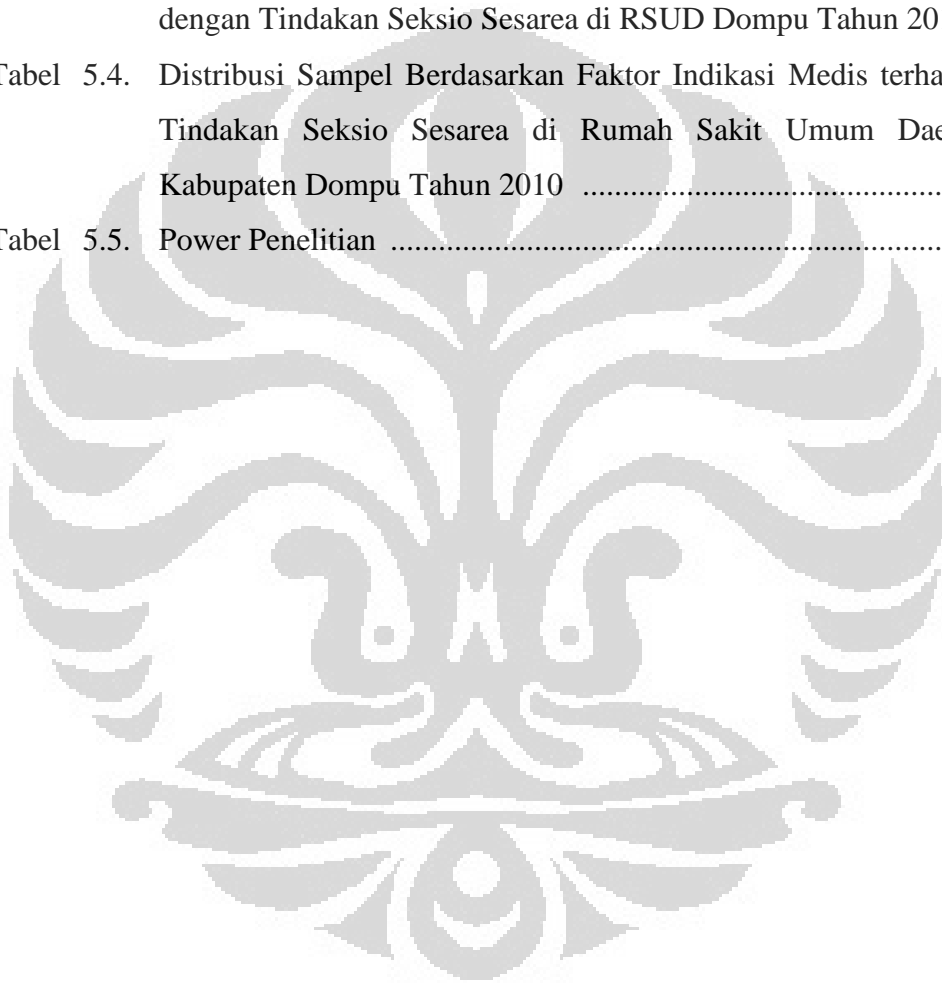 dengan Tindakan Seksio Sesarea di RSUD Dompu Tahun 20
Tabel 5.4. Distribusi Sampel Berdasarkan Faktor Indikasi Medis terha
Tindakan Seksio Sesarea di Rumah Sakit Umum Dae
Kabupaten Dompu Tahun 2010 ................................................
Tabel 5.5. Power Penelitian ........................................................................